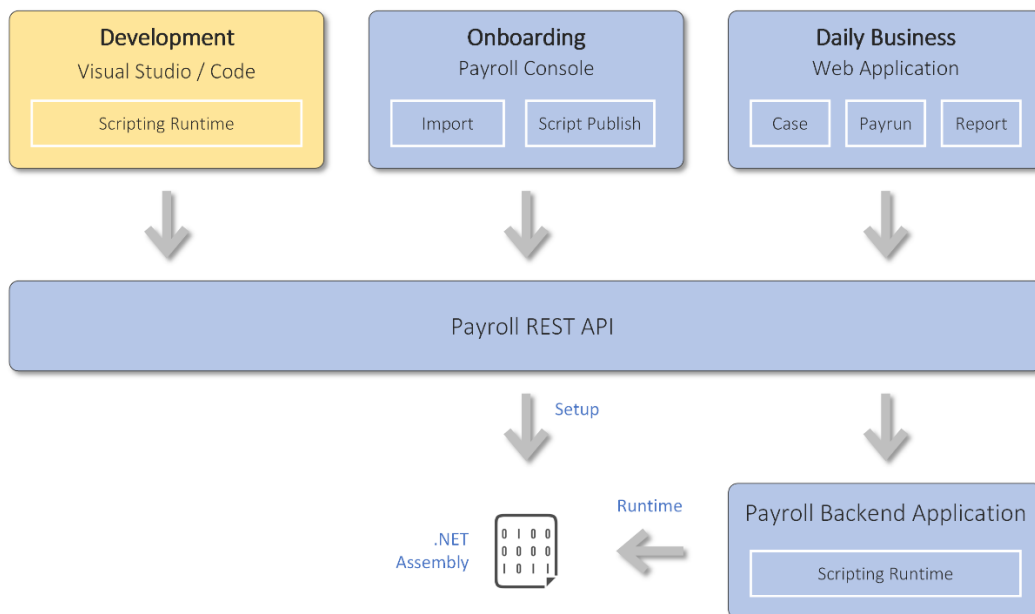 Development
Visual Studio / Code
Scripting Runtime
Onboarding
Payroll Console
Import
Script Publish
Daily Business
Web Application
Case
Payrun
Report
Payroll REST API
Setup
.NET
Assembly
0 1 0 0
0 0 0 0
1 0 1 1
Runtime
Payroll Backend Application
Scripting Runtime